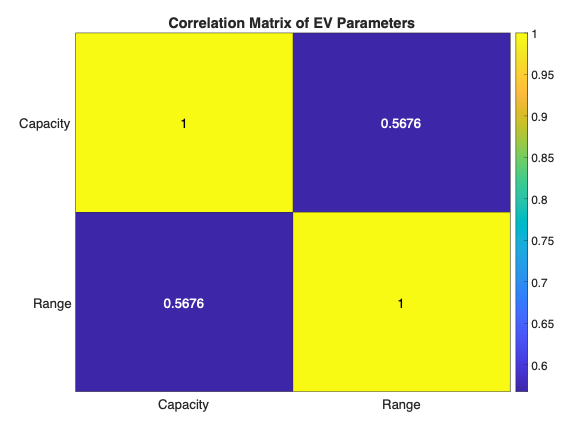 Correlation Matrix of EV Parameters
Capacity
1
0.5676
Range
0.5676
1
Capacity
Range
1
0.95
0.9
0.85
0.8
0.75
0.7
0.65
0.6